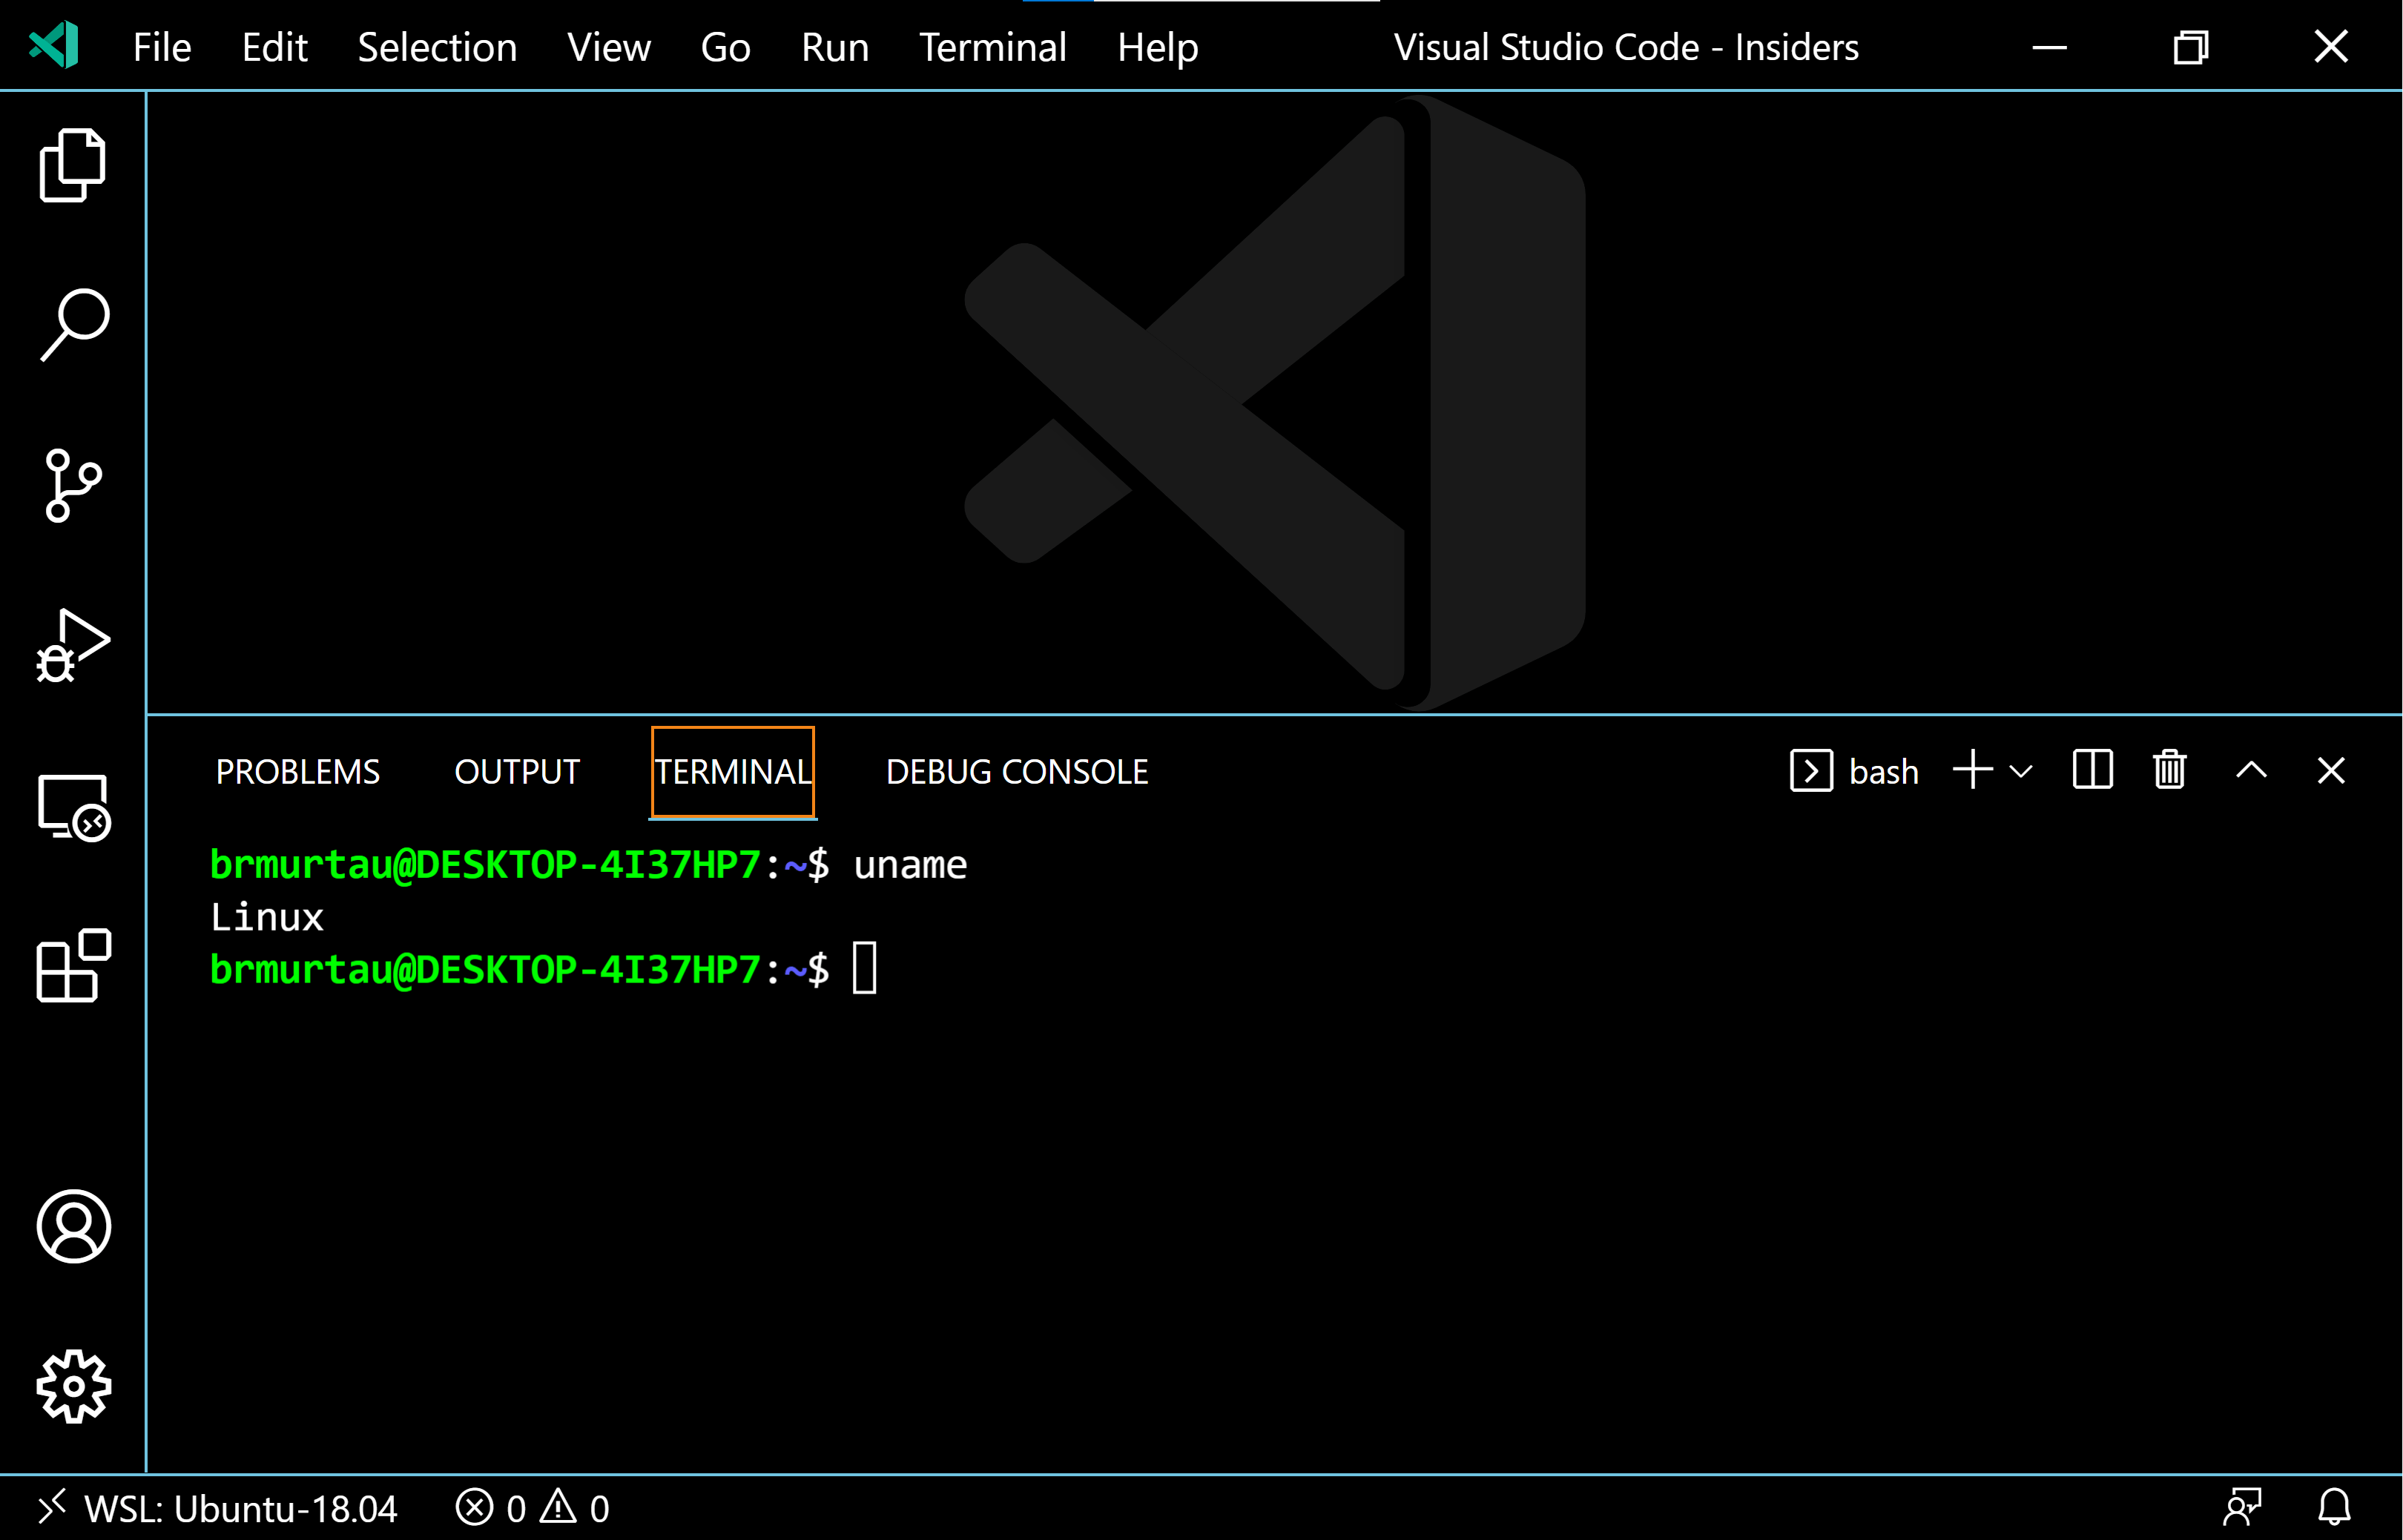 File Edit Selection View Go Run Terminal Help Visual Studio Code - Insiders
PROBLEMS OUTPUT TERMINAL DEBUG CONSOLE bash
brmurtau@DESKTOP-4I37HP7:~$ uname
Linux
brmurtau@DESKTOP-4I37HP7:~$
WSL: Ubuntu-18.04 0 0